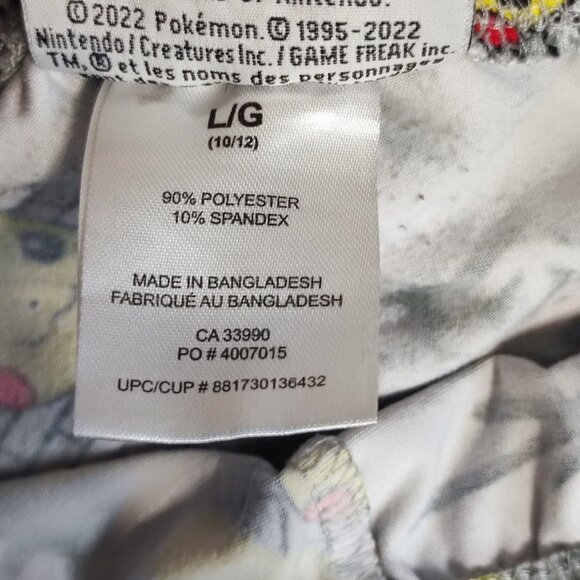 ©2022 Pokémon. © 1995-2022
Nintendo/Creatures Inc./GAME FREAK inc.
TM,® et les noms des personnages
L/G
(10/12)
90% POLYESTER
10% SPANDEX
MADE IN BANGLADESH
FABRIQUÉ AU BANGLADESH
CA 33990
PO # 4007015
UPC/CUP # 881730136432